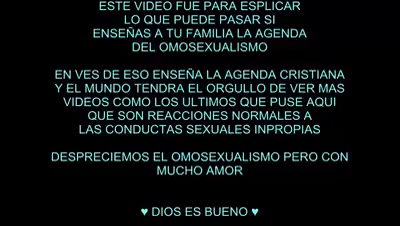 ESTE VIDEO FUE PARA ESPLICAR
LO QUE PUEDE PASAR SI
ENSEÑAS A TU FAMILIA LA AGENDA
DEL OMOSEXUALISMO
EN VES DE ESO ENSEÑA LA AGENDA CRISTIANA
Y EL MUNDO TENDRA EL ORGULLO DE VER MAS
VIDEOS COMO LOS ULTIMOS QUE PUSE AQUI
QUE SON REACCIONES NORMALES A
LAS CONDUCTAS SEXUALES INPROPIAS
DESPRECIEMOS EL OMOSEXUALISMO PERO CON
MUCHO AMOR
♥ DIOS ES BUENO ♥